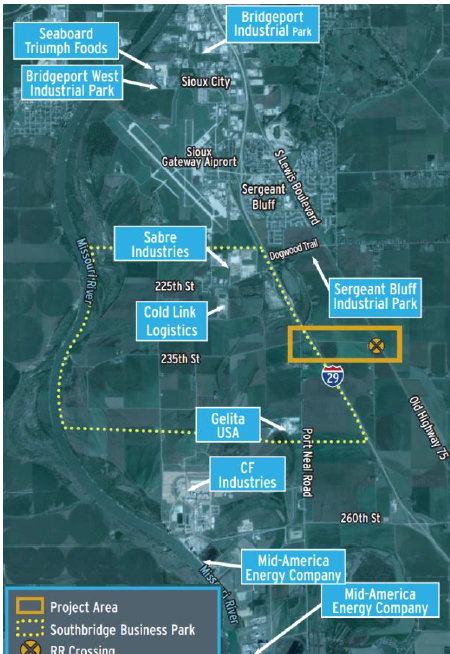 Bridgeport
Industrial Park
Seaboard
Triumph Foods
Bridgeport West
Industrial Park
Sioux City
Sioux
Gateway Aiprort
S Lewis Boulevard
Sergeant
Bluff
Dogwood Trail
Missouri River
Sabre
Industries
225th St
Sergeant Bluff
Industrial Park
Cold Link
Logistics
235th St
29
Old Highway 75
Gelita
USA
Port Neal Road
CF
Industries
260th St
Mid-America
Energy Company
Missouri River
Mid-America
Energy Company
Project Area
Southbridge Business Park
RR Crossing